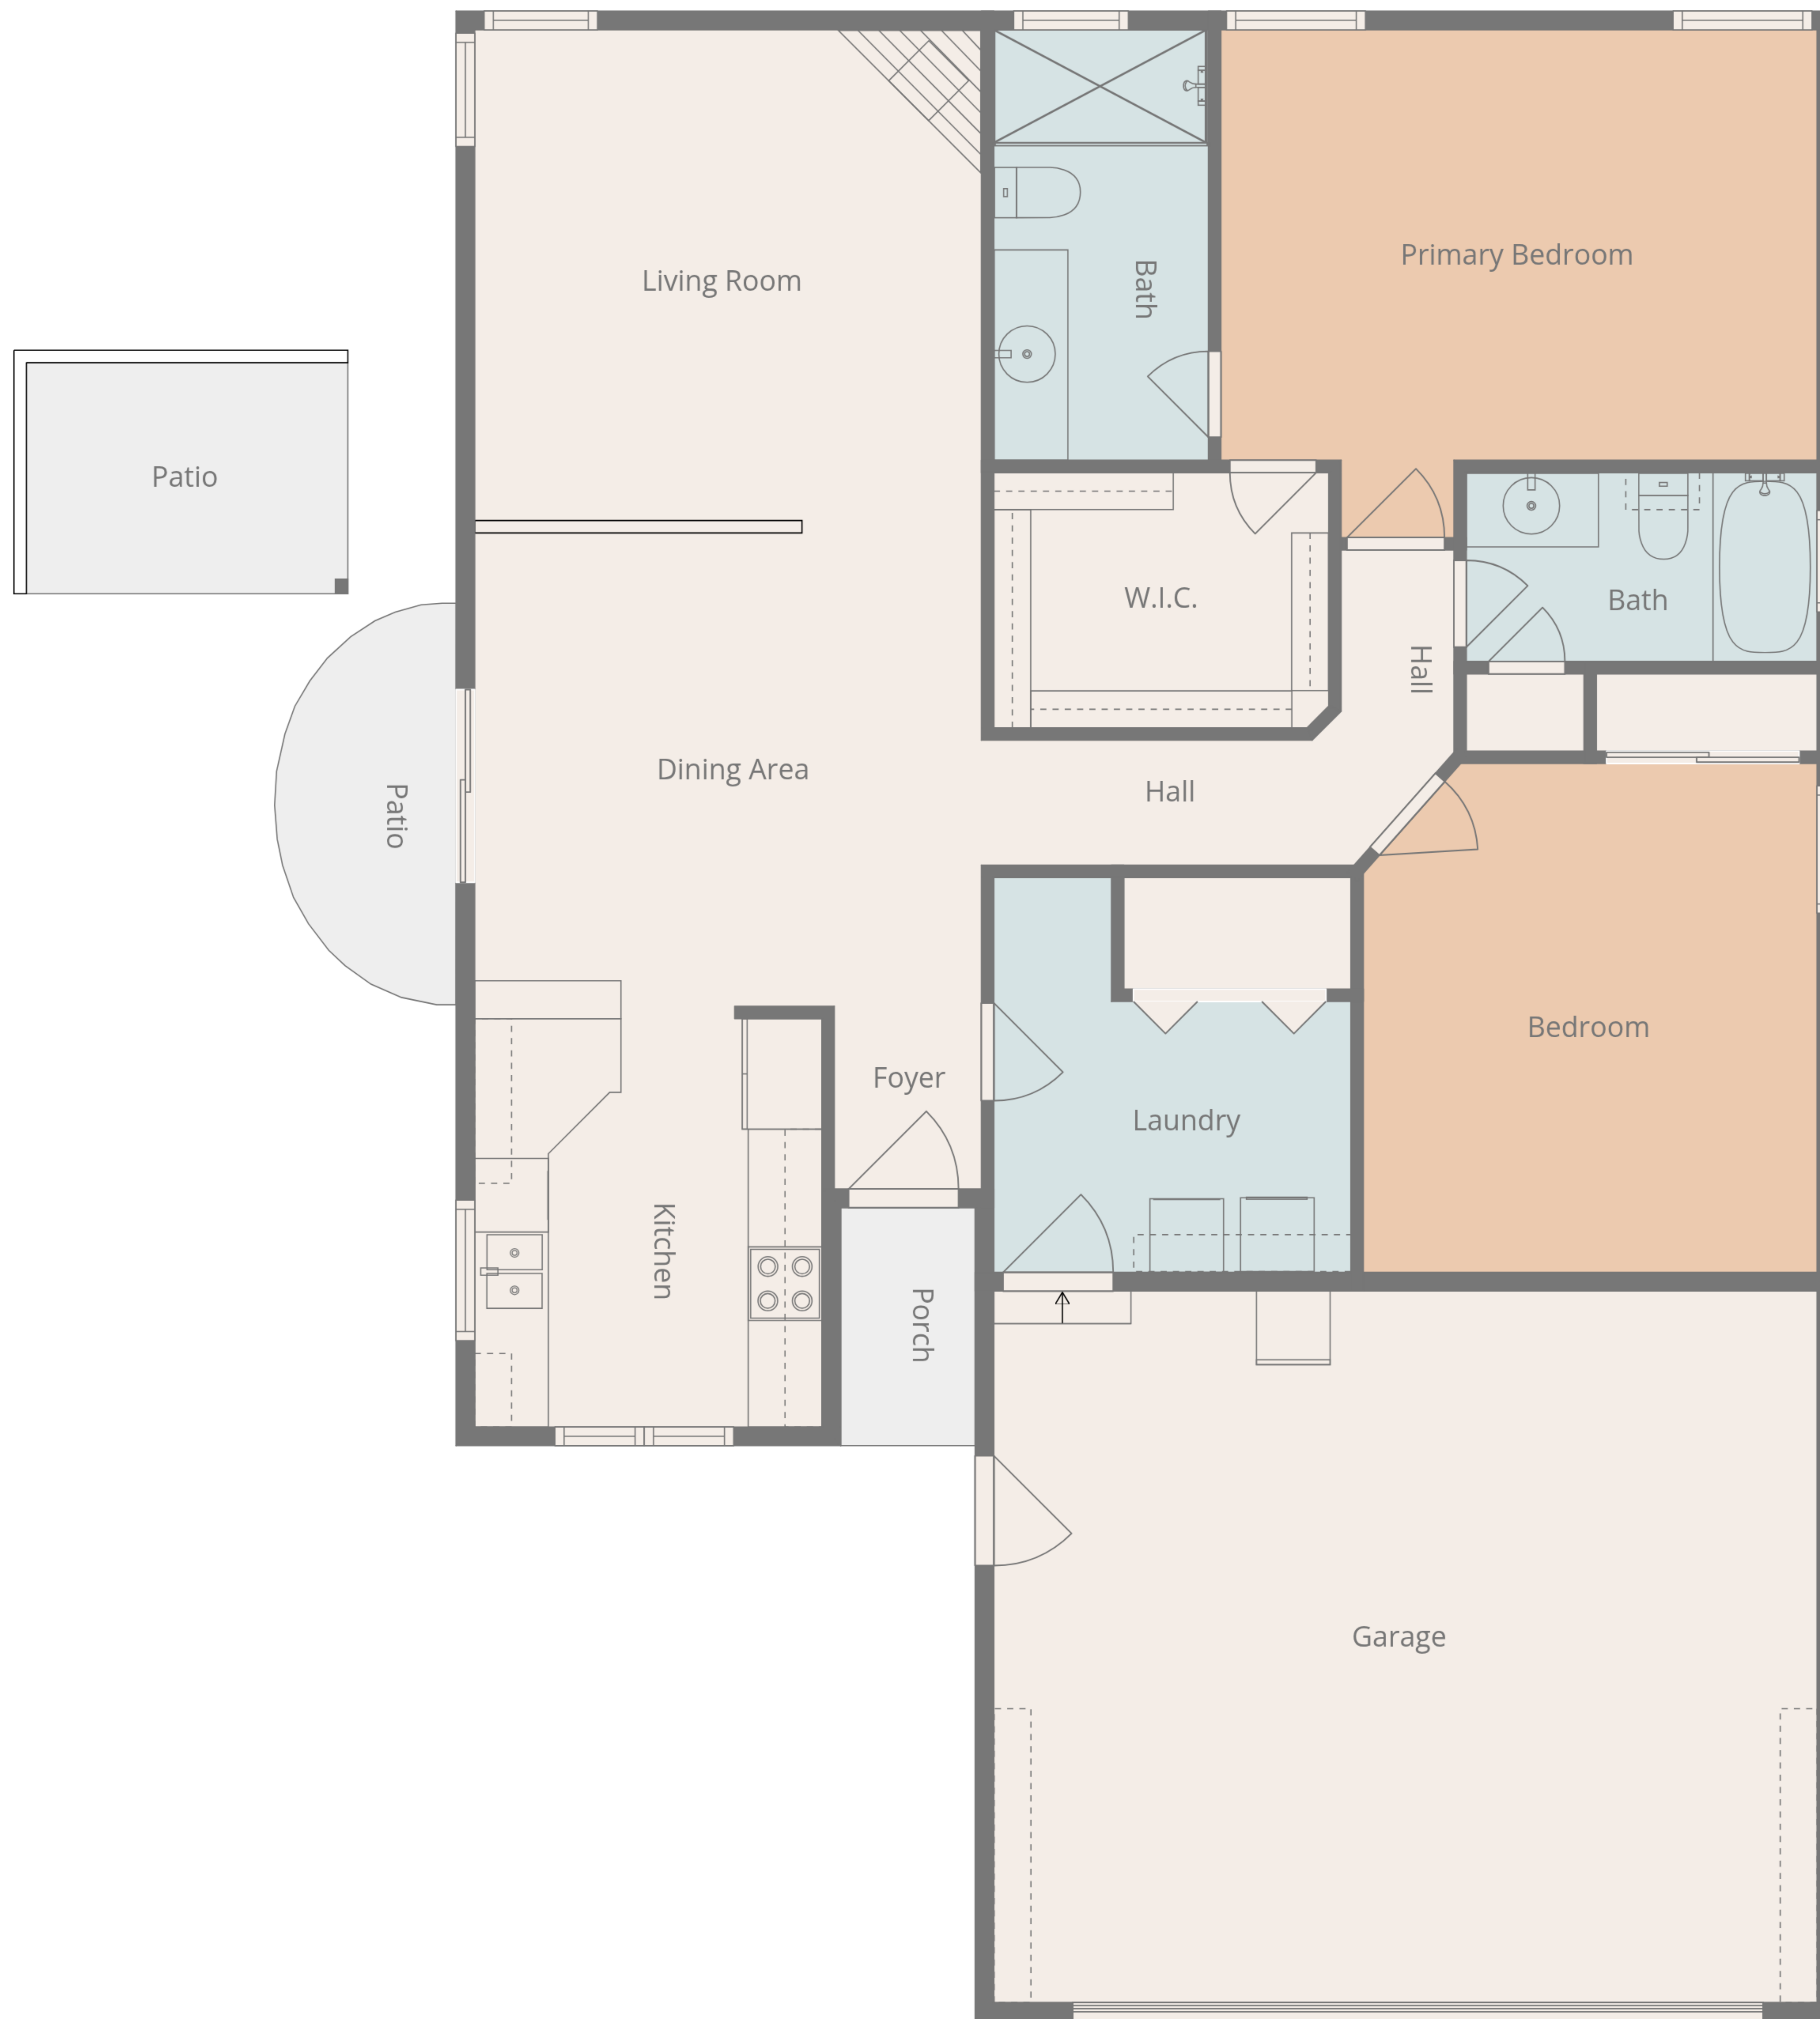 Living Room
Bath
Primary Bedroom
Patio
W.I.C.
Bath
Hall
Dining Area
Hall
Patio
Bedroom
Foyer
Laundry
Kitchen
Porch
Garage